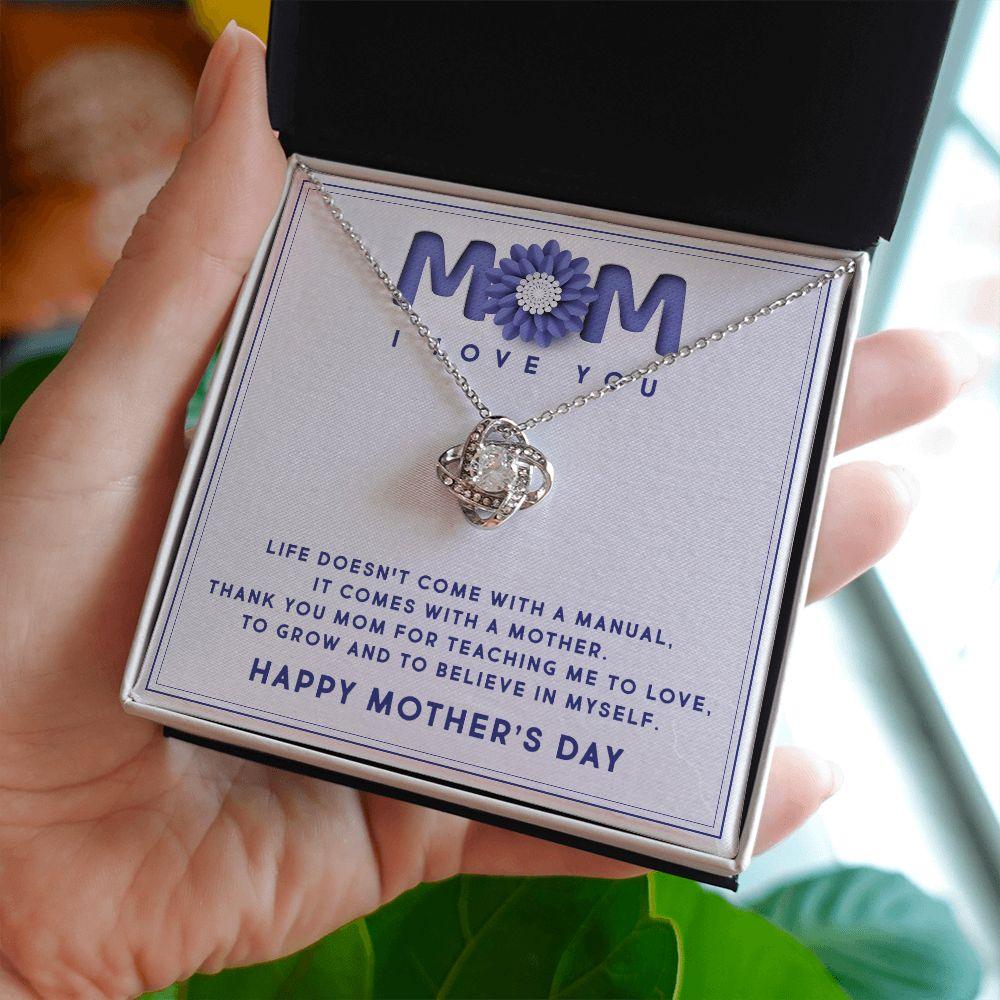 MOM
I LOVE YOU
LIFE DOESN'T COME WITH A MANUAL,
IT COMES WITH A MOTHER.
THANK YOU MOM FOR TEACHING ME TO LOVE,
TO GROW AND TO BELIEVE IN MYSELF.
HAPPY MOTHER'S DAY